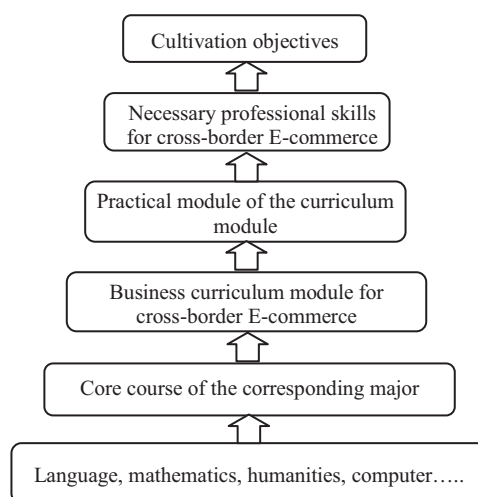 Cultivation objectives
Necessary professional skills
for cross-border E-commerce
Practical module of the curriculum
module
Business curriculum module for
cross-border E-commerce
Core course of the corresponding major
Language, mathematics, humanities, computer…..